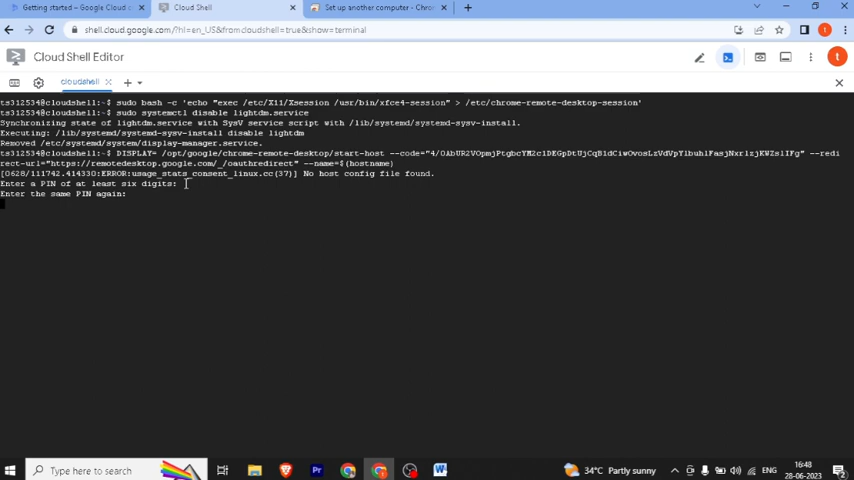 Getting started – Google Cloud s
Cloud Shell
Set up another computer - Chro
shell.cloud.google.com/?hl=en_US&fromcloudshell=true&show=terminal
Cloud Shell Editor
t
cloudshell
ts312534@cloudshell:~$ sudo bash -c 'echo "exec /etc/X11/Xsession /usr/bin/xfce4-session" > /etc/chrome-remote-desktop-session'
ts312534@cloudshell:~$ sudo systemctl disable lightdm.service
Synchronizing state of lightdm.service with SysV service script with /lib/systemd/systemd-sysv-install.
Executing: /lib/systemd/systemd-sysv-install disable lightdm
Removed /etc/systemd/system/display-manager.service.
ts312534@cloudshell:~$ DISPLAY= /opt/google/chrome-remote-desktop/start-host --code= --redi
rect-url="https://remotedesktop.google.com/_/oauthredirect" --name=$(hostname)
[0628/111742.414330:ERROR:usage_stats_consent_linux.cc(37)] No host config file found.
Enter a PIN of at least six digits:
Enter the same PIN again:
Type here to search
34°C Partly sunny
ENG
16:48
28-06-2023
2